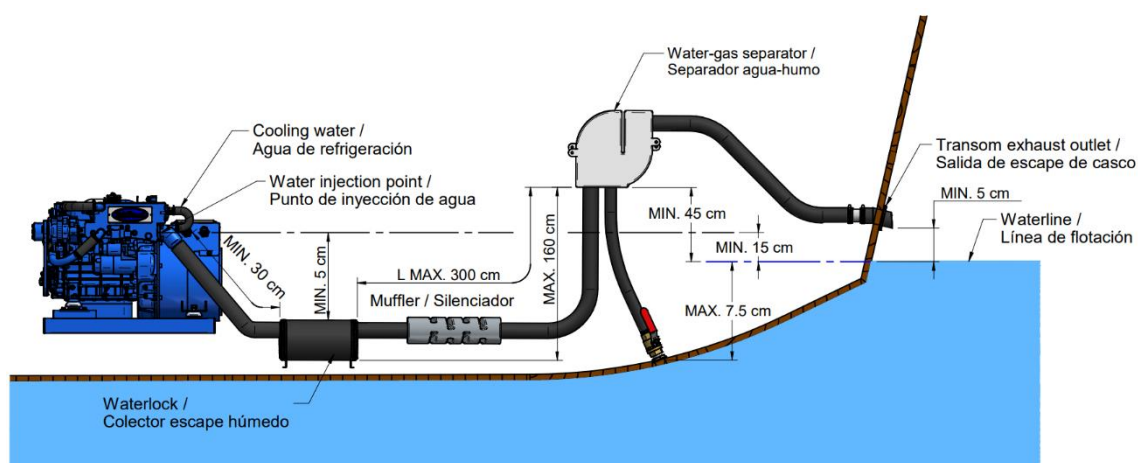 Water-gas separator /
Separador agua-humo
Cooling water /
Agua de refrigeración
Transom exhaust outlet /
Salida de escape de casco
Water injection point /
Punto de inyección de agua
MIN. 5 cm
MIN. 45 cm
Waterline /
Línea de flotación
MIN. 30 cm
MIN. 5 cm
MAX. 160 cm
MIN. 15 cm
L MAX. 300 cm
Muffler / Silenciador
MAX. 7.5 cm
Waterlock /
Colector escape húmedo